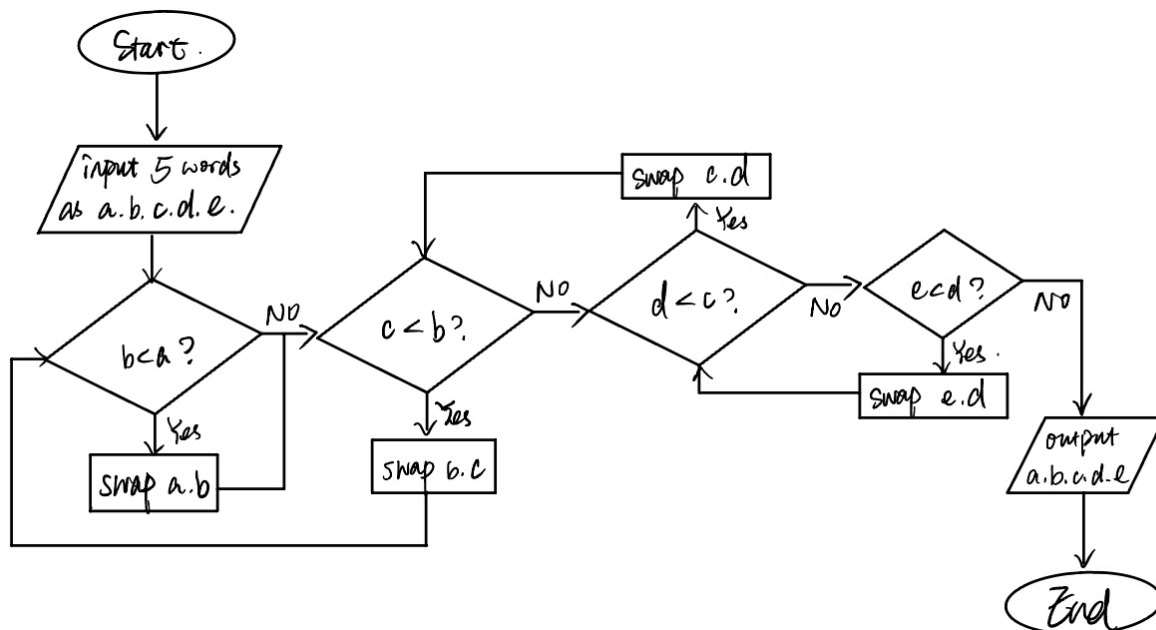 Start.
input 5 words
as a.b.c.d.e.
b<a?
NO
Yes
swap a.b
c<b?
NO
Yes
swap b.c
swap c.d
Yes
d<c?
NO
e<d?
NO
Yes.
swap e.d
output
a.b.c.d.e
End